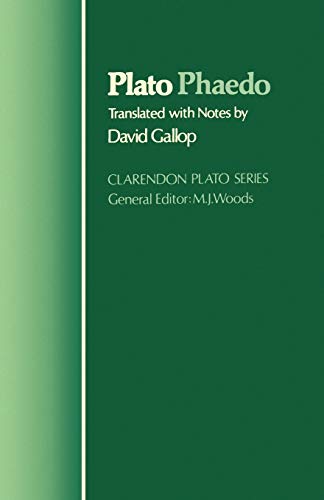 Plato Phaedo
Translated with Notes by
David Gallop
CLARENDON PLATO SERIES
General Editor: M.J.Woods